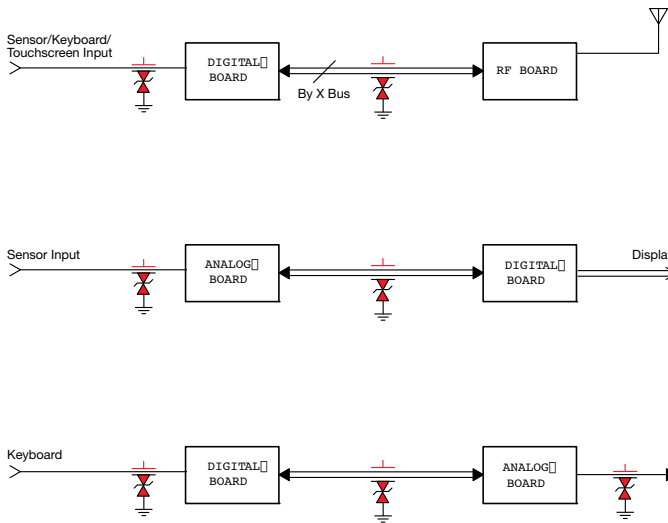 Sensor/Keyboard/
Touchscreen Input
DIGITAL
BOARD
By X Bus
RF BOARD
Sensor Input
ANALOG
BOARD
DIGITAL
BOARD
Display
Keyboard
DIGITAL
BOARD
ANALOG
BOARD